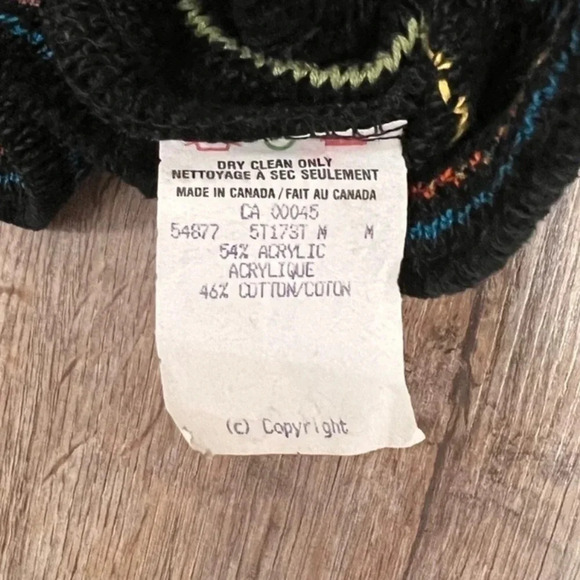 DRY CLEAN ONLY
NETTOYAGE À SEC SEULEMENT
MADE IN CANADA / FAIT AU CANADA
CA 00045
54877 5T173T M M
54% ACRYLIC
ACRYLIQUE
46% COTTON/COTON
(c) Copyright